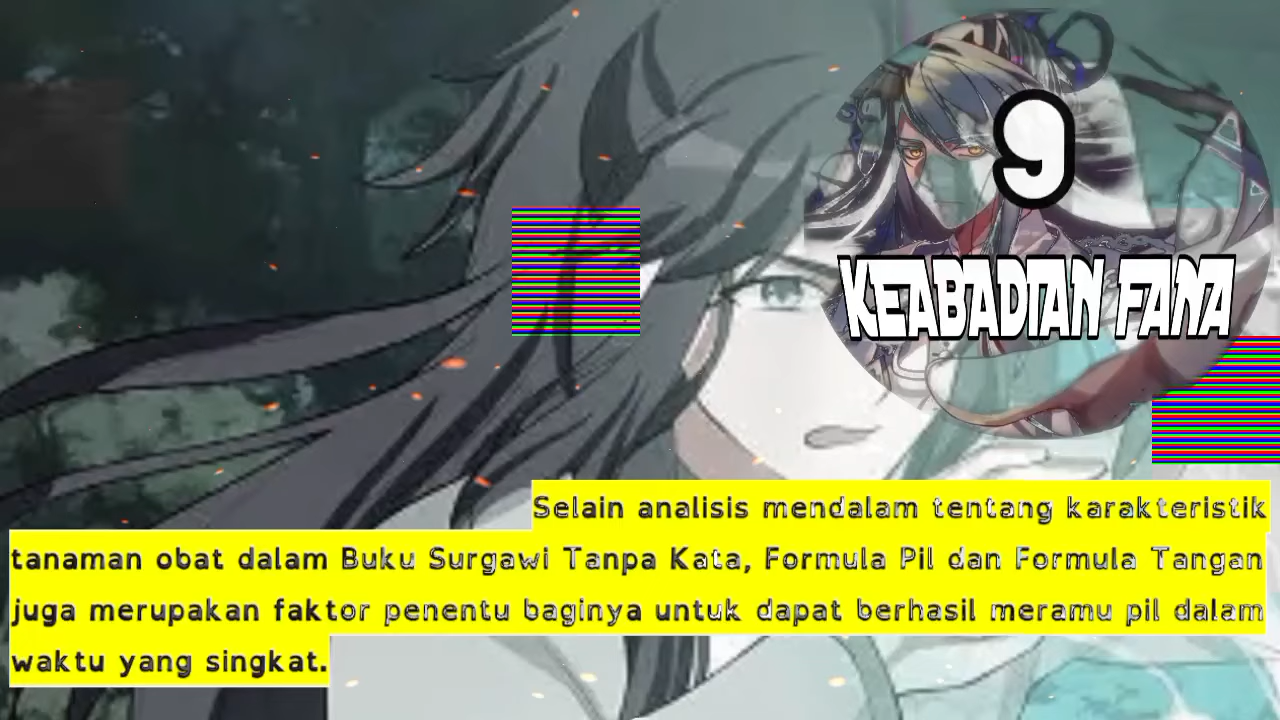 9
KEABADIAN FANA
Selain analisis mendalam tentang karakteristik
tanaman obat dalam Buku Surgawi Tanpa Kata, Formula Pil dan Formula Tangan
juga merupakan faktor penentu baginya untuk dapat berhasil meramu pil dalam
waktu yang singkat.